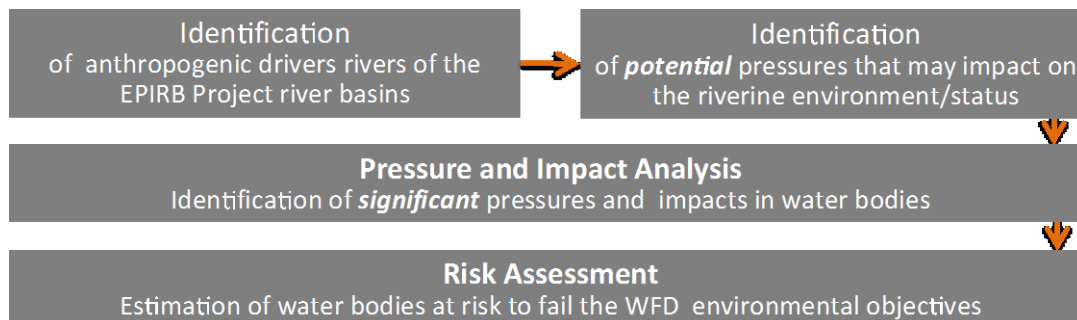 Identification
of anthropogenic drivers rivers of the
EPIRB Project river basins
Identification
of potential pressures that may impact on
the riverine environment/status
Pressure and Impact Analysis
Identification of significant pressures and impacts in water bodies
Risk Assessment
Estimation of water bodies at risk to fail the WFD environmental objectives